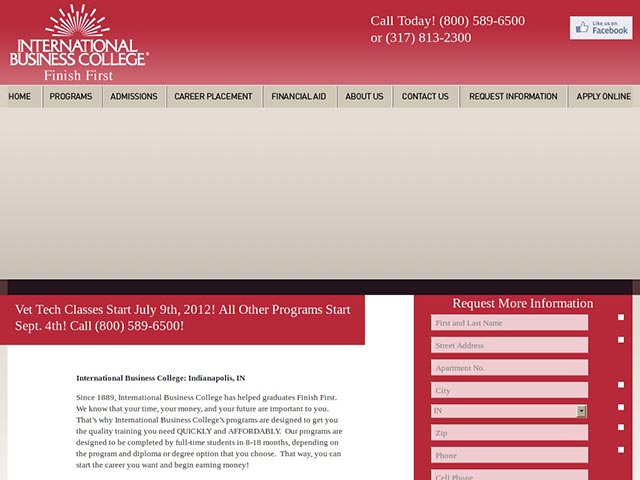 INTERNATIONAL
BUSINESS COLLEGE®
Finish First
Call Today! (800) 589-6500
or (317) 813-2300
Like us on
Facebook
HOME PROGRAMS ADMISSIONS CAREER PLACEMENT FINANCIAL AID ABOUT US CONTACT US REQUEST INFORMATION APPLY ONLINE
Vet Tech Classes Start July 9th, 2012! All Other Programs Start
Sept. 4th! Call (800) 589-6500!
International Business College: Indianapolis, IN
Since 1889, International Business College has helped graduates Finish First.
We know that your time, your money, and your future are important to you.
That's why International Business College's programs are designed to get you
the quality training you need QUICKLY and AFFORDABLY. Our programs are
designed to be completed by full-time students in 8-18 months, depending on
the program and diploma or degree option that you choose. That way, you can
start the career you want and begin earning money!
Request More Information
First and Last Name
Street Address
Apartment No.
City
IN
Zip
Phone
Cell Phone